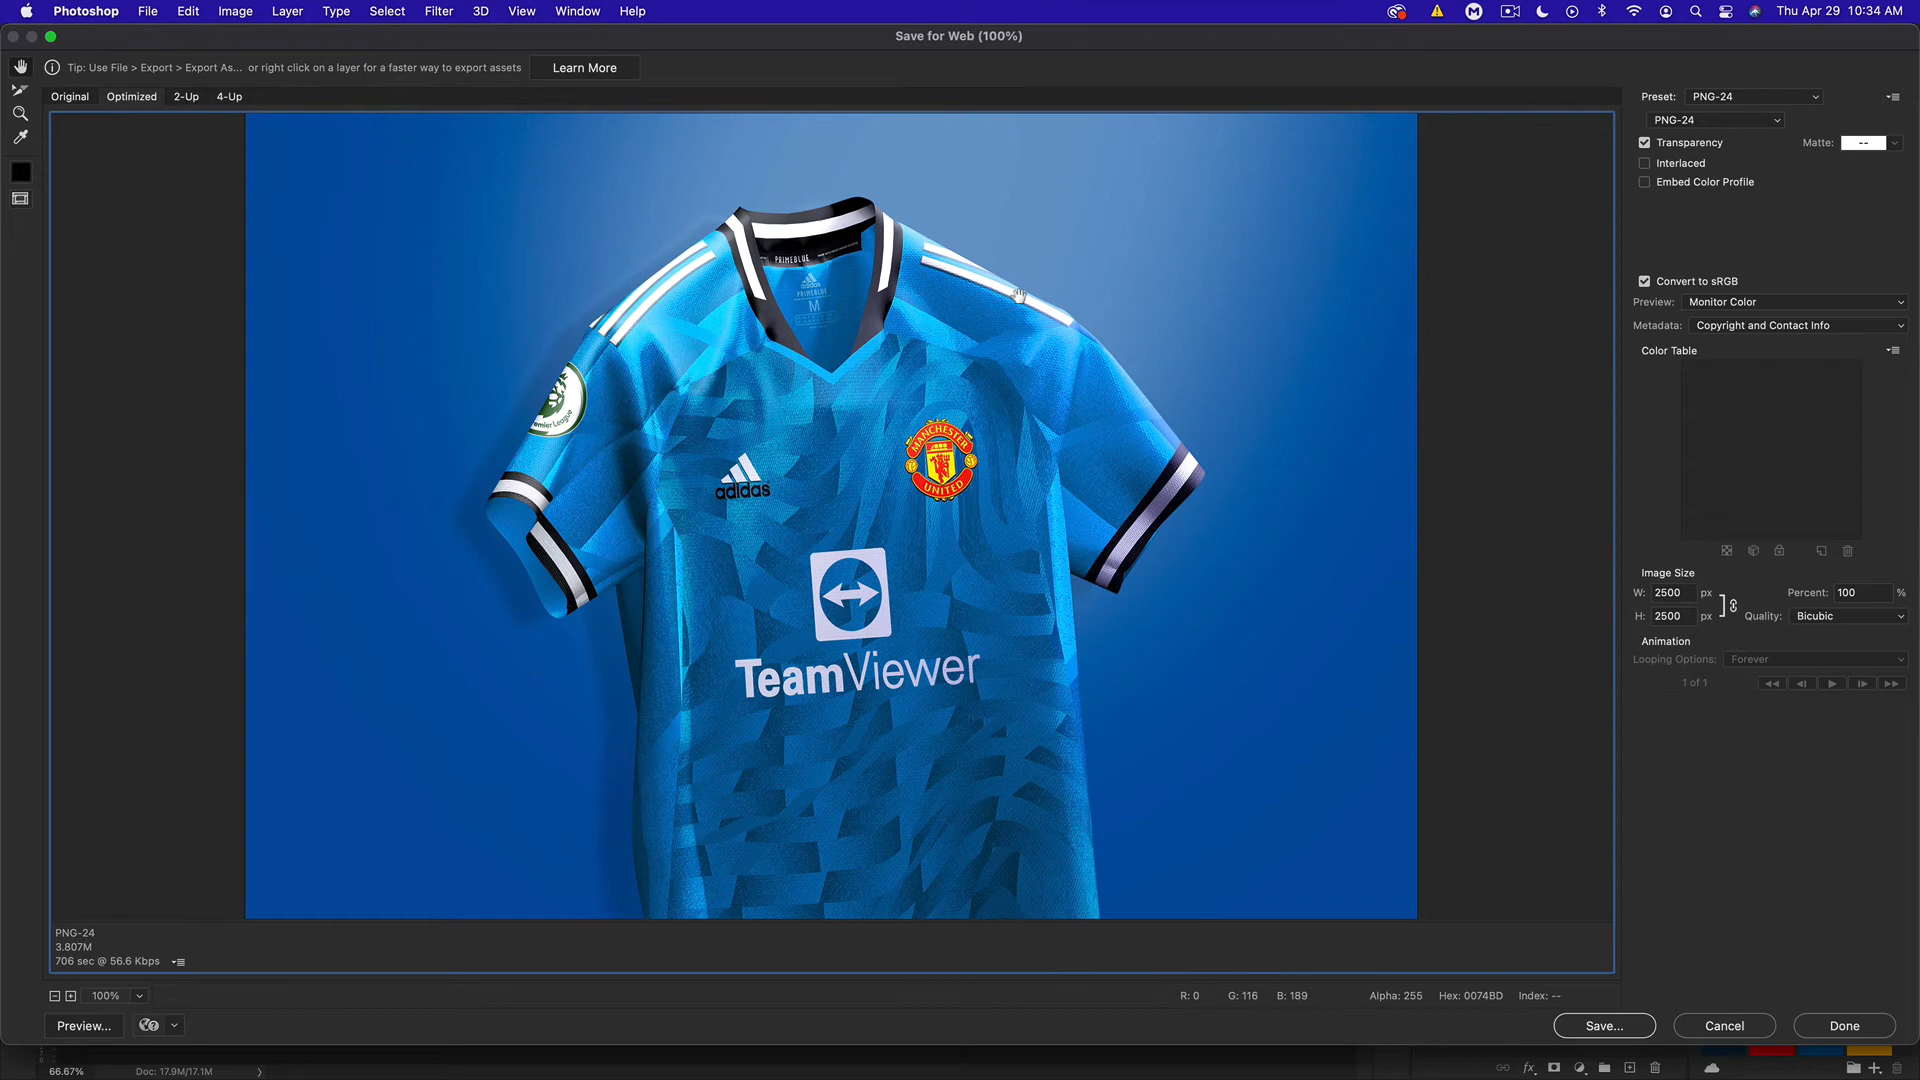 Photoshop File Edit Image Layer Type Select Filter 3D View Window Help Thu Apr 29 10:34 AM
Save for Web (100%)
Tip: Use File > Export > Export As... or right click on a layer for a faster way to export assets Learn More
Original Optimized 2-Up 4-Up
Preset: PNG-24
PNG-24
Transparency Matte: --
Interlaced
Embed Color Profile
Convert to sRGB
Preview: Monitor Color
Metadata: Copyright and Contact Info
Color Table
PRIMEBLUE
adidas
PRIMEBLUE
M
Premier League
adidas
MANCHESTER
UNITED
TeamViewer
Image Size
W: 2500 px Percent: 100 %
H: 2500 px Quality: Bicubic
Animation
Looping Options: Forever
1 of 1
PNG-24
3.807M
706 sec @ 56.6 Kbps
100% R: 0 G: 116 B: 189 Alpha: 255 Hex: 0074BD Index: --
Preview... Save... Cancel Done
66.67% Doc: 17.9M/17.1M
fx